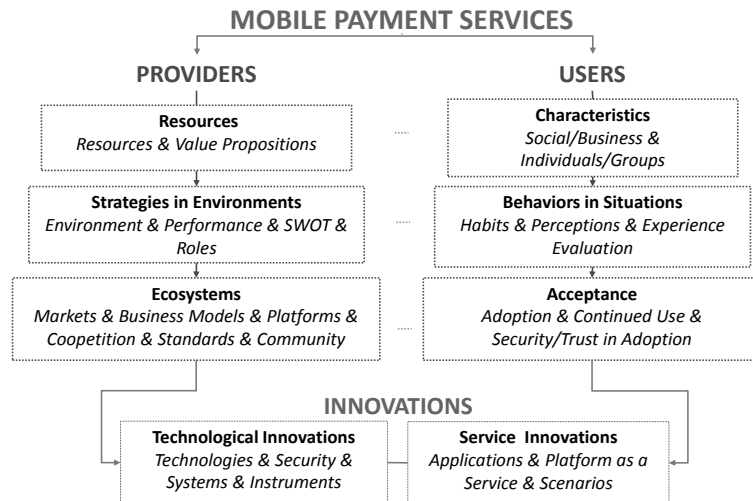 MOBILE PAYMENT SERVICES
PROVIDERS
USERS
Resources
Resources & Value Propositions
Characteristics
Social/Business &
Individuals/Groups
Strategies in Environments
Environment & Performance & SWOT &
Roles
Behaviors in Situations
Habits & Perceptions & Experience
Evaluation
Ecosystems
Markets & Business Models & Platforms &
Coopetition & Standards & Community
Acceptance
Adoption & Continued Use &
Security/Trust in Adoption
INNOVATIONS
Technological Innovations
Technologies & Security &
Systems & Instruments
Service Innovations
Applications & Platform as a
Service & Scenarios